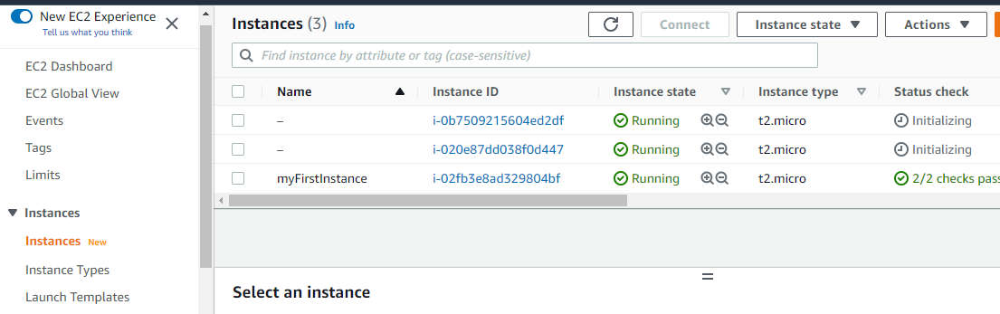 New EC2 Experience
Tell us what you think
EC2 Dashboard
EC2 Global View
Events
Tags
Limits
Instances
Instances New
Instance Types
Launch Templates
Instances (3) Info
Connect
Instance state
Actions
Find instance by attribute or tag (case-sensitive)
Name Instance ID Instance state Instance type Status check
– i-0b7509215604ed2df Running t2.micro Initializing
– i-020e87dd038f0d447 Running t2.micro Initializing
myFirstInstance i-02fb3e8ad329804bf Running t2.micro 2/2 checks pas
Select an instance